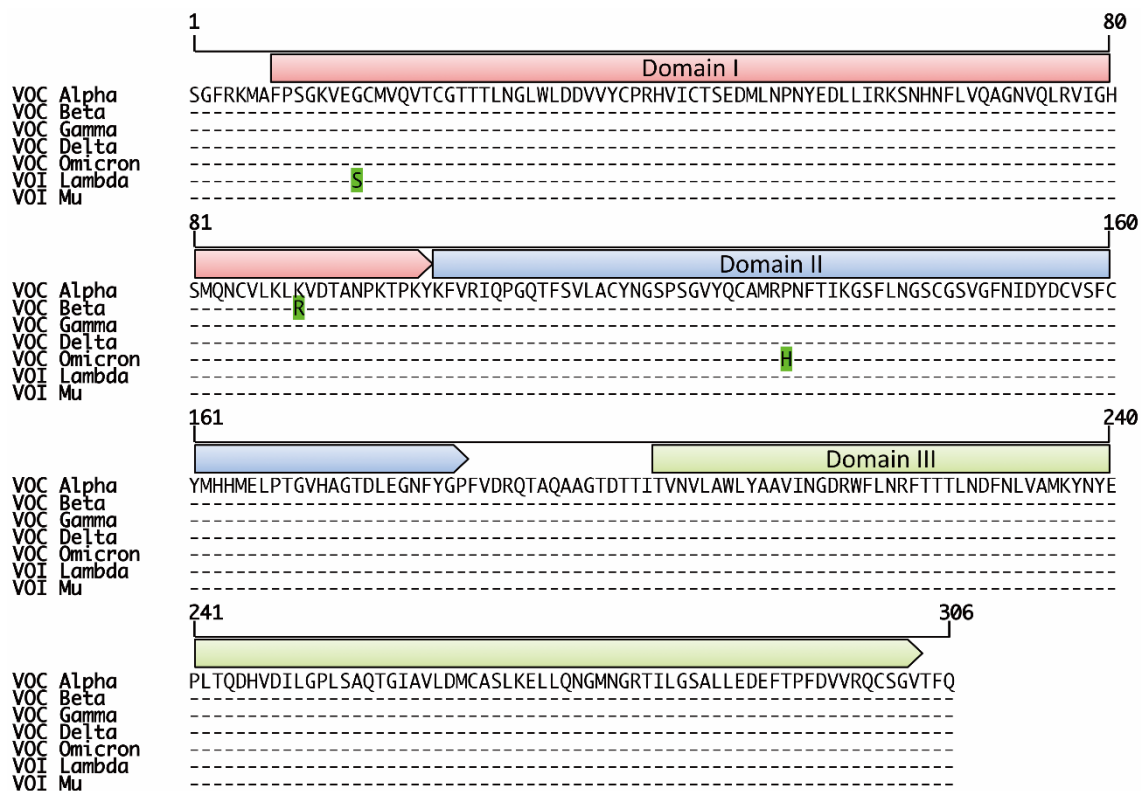 1 80
Domain I
VOC Alpha SGFRKMAFPSGKVEGCMVQVTCGTTTLNGLWLDDVVYCPRHVICTSEDMLNPNYEDLLIRKSNHNFLVQAGNVQLRVIGH
VOC Beta --------------------------------------------------------------------------------
VOC Gamma --------------------------------------------------------------------------------
VOC Delta --------------------------------------------------------------------------------
VOC Omicron --------------------------------------------------------------------------------
VOI Lambda --------------S-----------------------------------------------------------------
VOI Mu --------------------------------------------------------------------------------
81 160
Domain II
VOC Alpha SMQNCVLKLKVDTANPKTPKYKFVRIQPGQTFSVLACYNGSPSGVYQCAMRPNFTIKGSFLNGSCGSVGFNIDYDCVSFC
VOC Beta ---------R----------------------------------------------------------------------
VOC Gamma --------------------------------------------------------------------------------
VOC Delta --------------------------------------------------------------------------------
VOC Omicron ---------------------------------------------------H----------------------------
VOI Lambda --------------------------------------------------------------------------------
VOI Mu --------------------------------------------------------------------------------
161 240
Domain III
VOC Alpha YMHHMELPTGVHAGTDLEGNFYGPFVDRQTAQAAGTDTTITVNVLAWLYAAVINGDRWFLNRFTTTLNDFNLVAMKYNYE
VOC Beta --------------------------------------------------------------------------------
VOC Gamma --------------------------------------------------------------------------------
VOC Delta --------------------------------------------------------------------------------
VOC Omicron --------------------------------------------------------------------------------
VOI Lambda --------------------------------------------------------------------------------
VOI Mu --------------------------------------------------------------------------------
241 306
VOC Alpha PLTQDHVDILGPLSAQTGIAVLDMCASLKELLQNGMNGRTILGSALLEDEFTPFDVVRQCSGVTFQ
VOC Beta ------------------------------------------------------------------
VOC Gamma ------------------------------------------------------------------
VOC Delta ------------------------------------------------------------------
VOC Omicron ------------------------------------------------------------------
VOI Lambda ------------------------------------------------------------------
VOI Mu ------------------------------------------------------------------